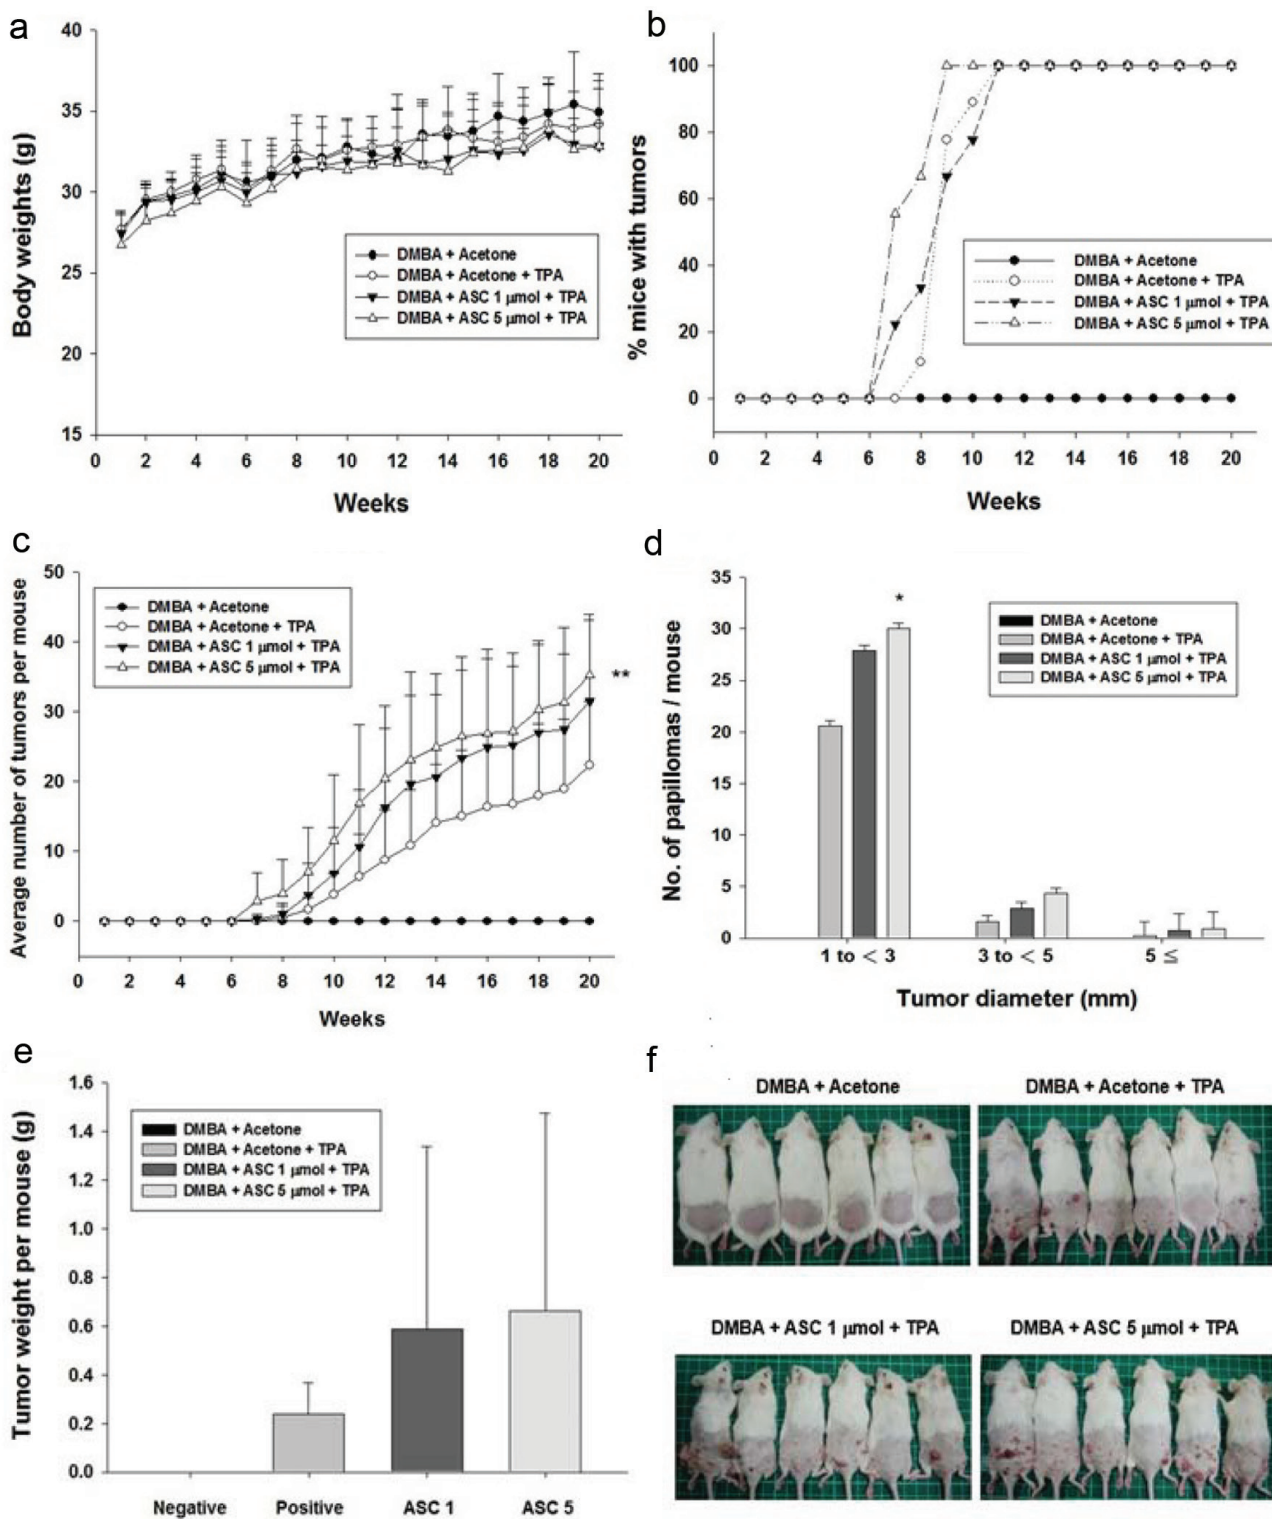 a
40
35
30
25
20
15
Body weights (g)
DMBA + Acetone
DMBA + Acetone + TPA
DMBA + ASC 1 μmol + TPA
DMBA + ASC 5 μmol + TPA
0 2 4 6 8 10 12 14 16 18 20
Weeks
b
100
80
60
40
20
0
% mice with tumors
DMBA + Acetone
DMBA + Acetone + TPA
DMBA + ASC 1 μmol + TPA
DMBA + ASC 5 μmol + TPA
0 2 4 6 8 10 12 14 16 18 20
Weeks
c
50
40
30
20
10
0
Average number of tumors per mouse
DMBA + Acetone
DMBA + Acetone + TPA
DMBA + ASC 1 μmol + TPA
DMBA + ASC 5 μmol + TPA
**
0 2 4 6 8 10 12 14 16 18 20
Weeks
d
35
30
25
20
15
10
5
0
No. of papillomas / mouse
*
DMBA + Acetone
DMBA + Acetone + TPA
DMBA + ASC 1 μmol + TPA
DMBA + ASC 5 μmol + TPA
1 to < 3 3 to < 5 5 ≤
Tumor diameter (mm)
e
1.6
1.4
1.2
1.0
0.8
0.6
0.4
0.2
0.0
Tumor weight per mouse (g)
DMBA + Acetone
DMBA + Acetone + TPA
DMBA + ASC 1 μmol + TPA
DMBA + ASC 5 μmol + TPA
Negative Positive ASC 1 ASC 5
f
DMBA + Acetone
DMBA + Acetone + TPA
DMBA + ASC 1 μmol + TPA
DMBA + ASC 5 μmol + TPA